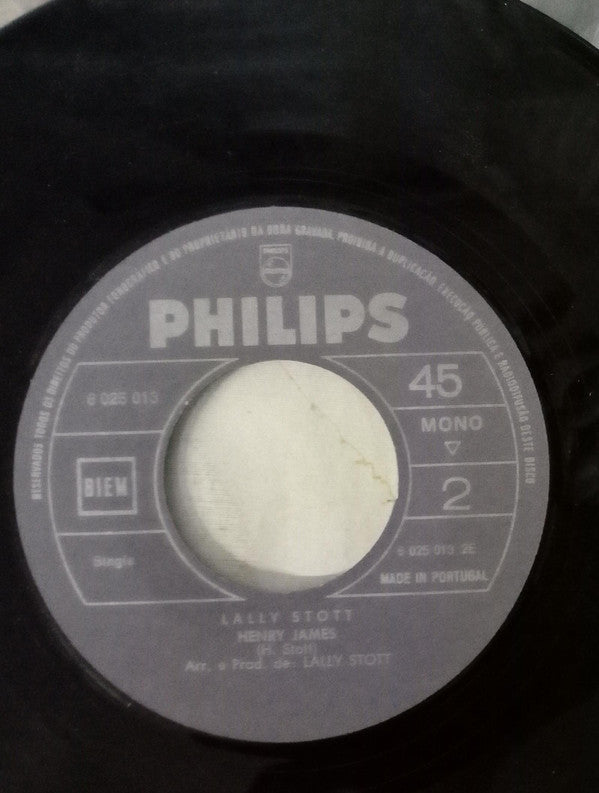 RESERVADOS TODOS OS DIREITOS DO PRODUTOR FONOGRÁFICO E DO PROPRIETÁRIO DA OBRA GRAVADA. PROIBIDA A DUPLICAÇÃO, EXECUÇÃO PÚBLICA E RADIODIFUSÃO DESTE DISCO
PHILIPS
PHILIPS
6 025 013
45
MONO
BIEM
2
Single
6 025 013 2E
MADE IN PORTUGAL
LALLY STOTT
HENRY JAMES
(H. Stott)
Arr. e Prod. de: LALLY STOTT